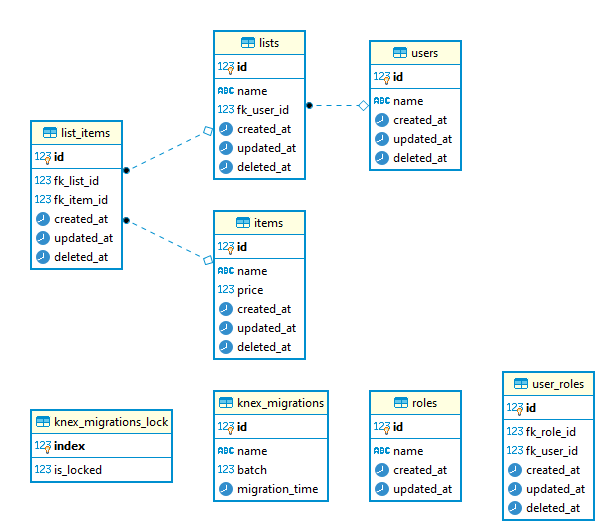 lists
123 id
ABC name
123 fk_user_id
created_at
updated_at
deleted_at
users
123 id
ABC name
created_at
updated_at
deleted_at
list_items
123 id
123 fk_list_id
123 fk_item_id
created_at
updated_at
deleted_at
items
123 id
ABC name
123 price
created_at
updated_at
deleted_at
knex_migrations_lock
123 index
123 is_locked
knex_migrations
123 id
ABC name
123 batch
migration_time
roles
123 id
ABC name
created_at
updated_at
user_roles
123 id
123 fk_role_id
123 fk_user_id
created_at
updated_at
deleted_at